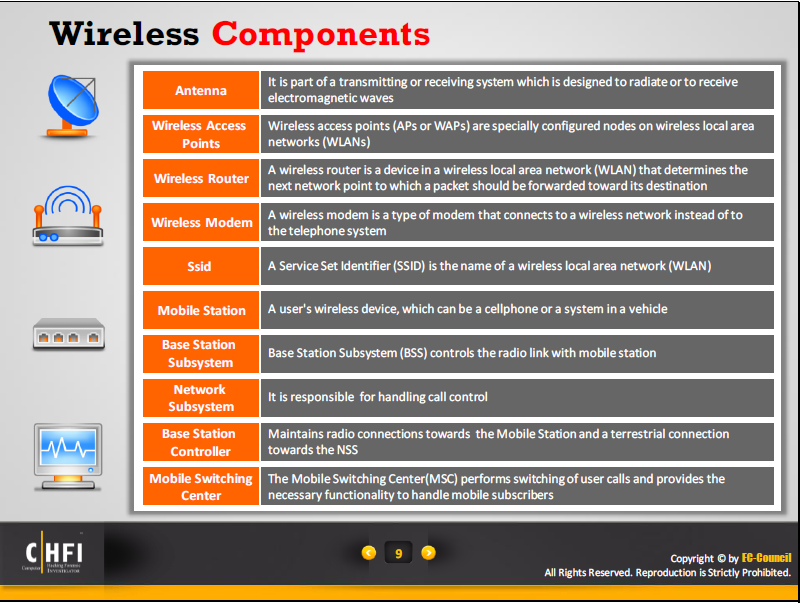 Wireless Components
Antenna
It is part of a transmitting or receiving system which is designed to radiate or to receive
electromagnetic waves
Wireless Access
Points
Wireless access points (APs or WAPs) are specially configured nodes on wireless local area
networks (WLANs)
Wireless Router
A wireless router is a device in a wireless local area network (WLAN) that determines the
next network point to which a packet should be forwarded toward its destination
Wireless Modem
A wireless modem is a type of modem that connects to a wireless network instead of to
the telephone system
Ssid
A Service Set Identifier (SSID) is the name of a wireless local area network (WLAN)
Mobile Station
A user's wireless device, which can be a cellphone or a system in a vehicle
Base Station
Subsystem
Base Station Subsystem (BSS) controls the radio link with mobile station
Network
Subsystem
It is responsible for handling call control
Base Station
Controller
Maintains radio connections towards the Mobile Station and a terrestrial connection
towards the NSS
Mobile Switching
Center
The Mobile Switching Center(MSC) performs switching of user calls and provides the
necessary functionality to handle mobile subscribers
CHFI
Computer Hacking Forensic
INVESTIGATOR
9
Copyright © by EC-Council
All Rights Reserved. Reproduction is Strictly Prohibited.